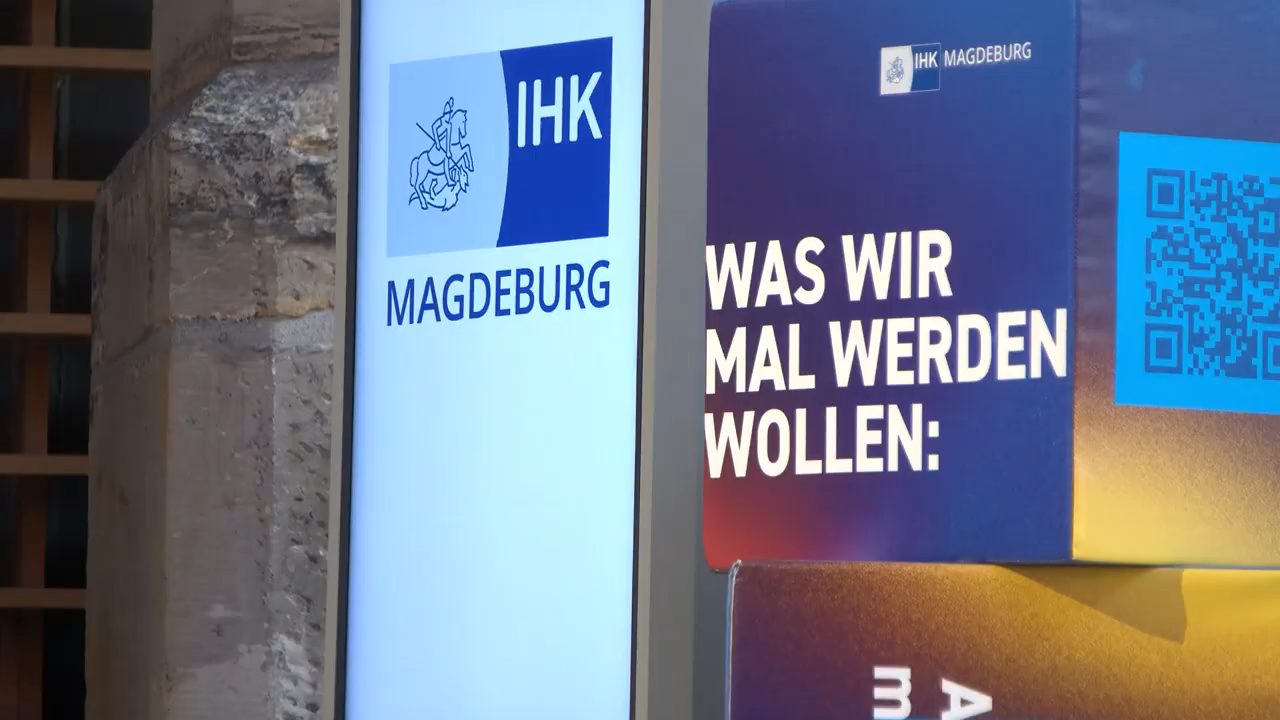 IHK
MAGDEBURG
IHK MAGDEBURG
WAS WIR
MAL WERDEN
WOLLEN: